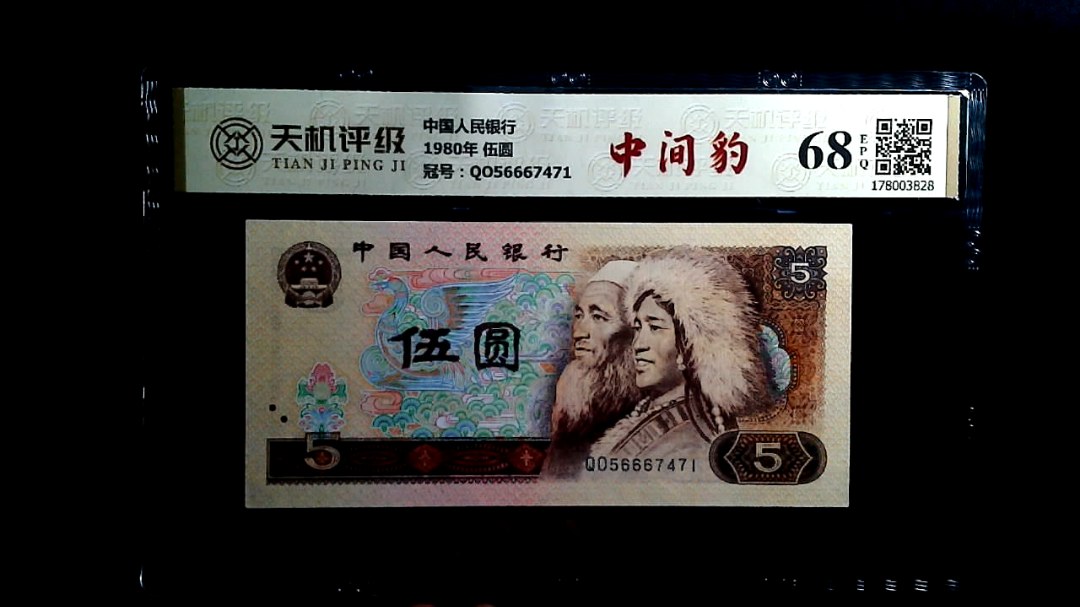 天机评级
TIAN JI PING JI
中国人民银行
1980年 伍圆
冠号：QO56667471
中间豹
68
EPQ
178003828
中国人民银行
5
伍圆
5
QO56667471
5